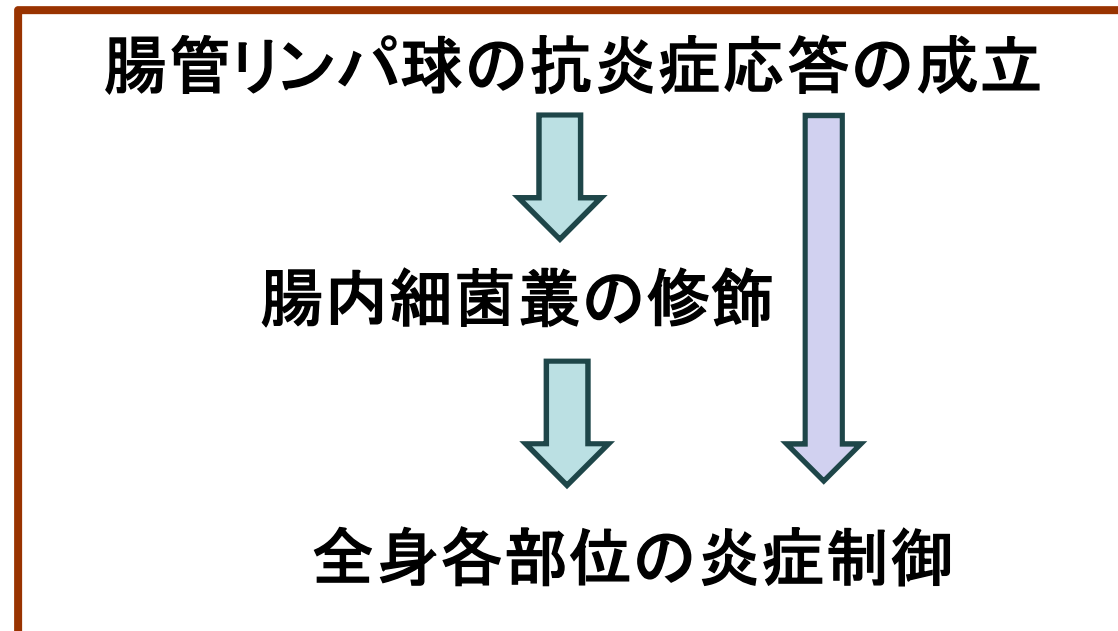 腸管リンパ球の抗炎症応答の成立
腸内細菌叢の修飾
全身各部位の炎症制御